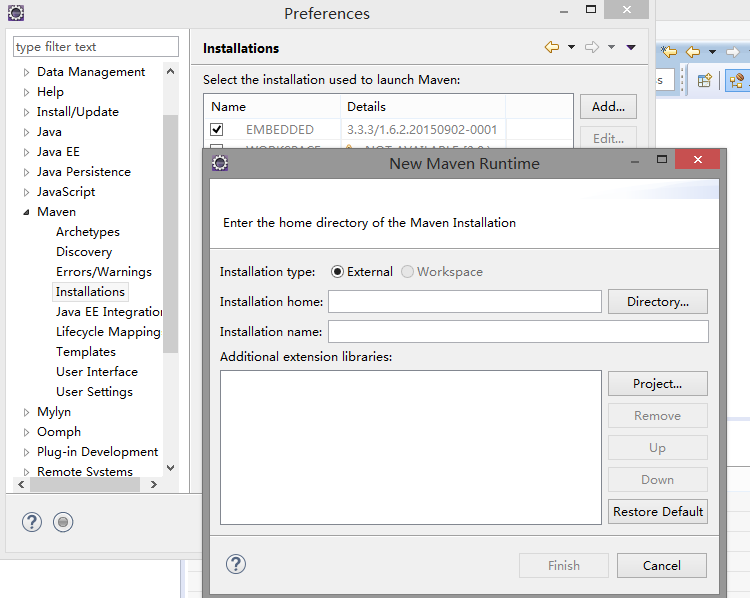 Preferences
type filter text
Data Management
Help
Install/Update
Java
Java EE
Java Persistence
JavaScript
Maven
Archetypes
Discovery
Errors/Warnings
Installations
Java EE Integration
Lifecycle Mapping
Templates
User Interface
User Settings
Mylyn
Oomph
Plug-in Development
Remote Systems
Installations
Select the installation used to launch Maven:
Name Details
EMBEDDED 3.3.3/1.6.2.20150902-0001
WORKSPACE NOT AVAILABLE
Add...
Edit...
New Maven Runtime
Enter the home directory of the Maven Installation
Installation type: External Workspace
Installation home: Directory...
Installation name:
Additional extension libraries:
Project...
Remove
Up
Down
Restore Default
Finish Cancel